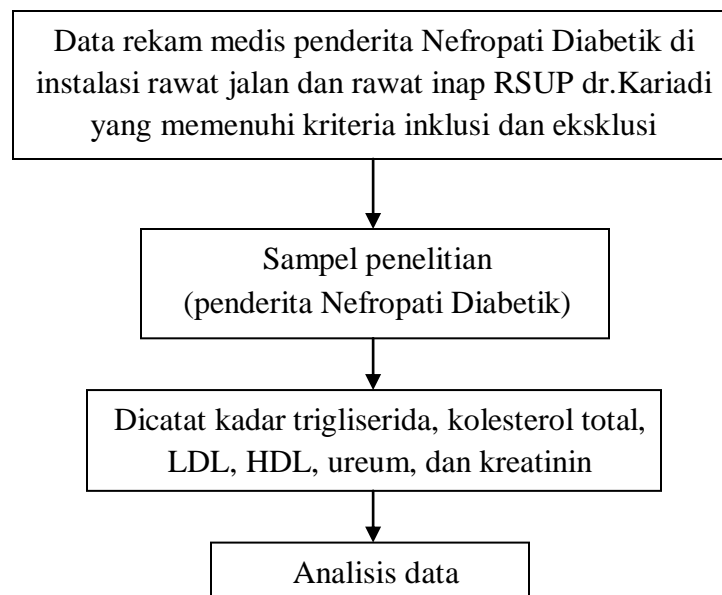 Data rekam medis penderita Nefropati Diabetik di
instalasi rawat jalan dan rawat inap RSUP dr.Kariadi
yang memenuhi kriteria inklusi dan eksklusi
Sampel penelitian
(penderita Nefropati Diabetik)
Dicatat kadar trigliserida, kolesterol total,
LDL, HDL, ureum, dan kreatinin
Analisis data